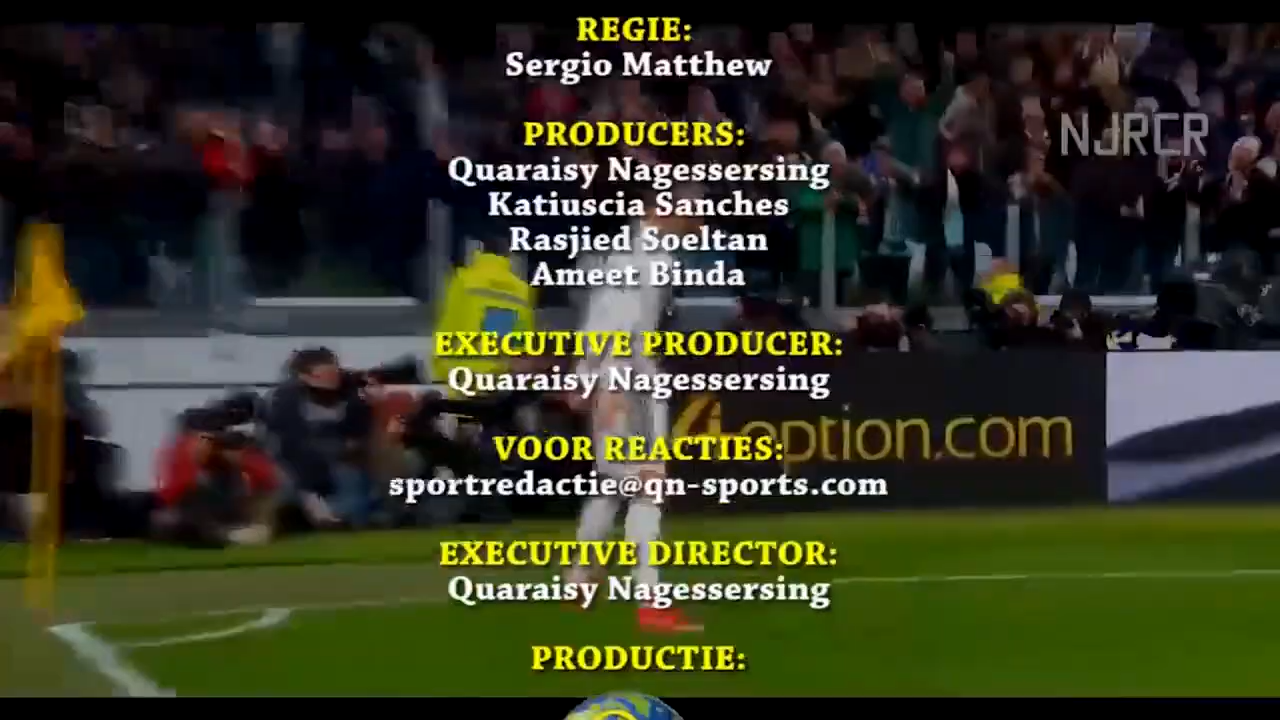 REGIE:
Sergio Matthew
PRODUCERS:
Quaraisy Nagessersing
Katiuscia Sanches
Rasjied Soeltan
Ameet Binda
EXECUTIVE PRODUCER:
Quaraisy Nagessersing
VOOR REACTIES:
sportredactie@qn-sports.com
EXECUTIVE DIRECTOR:
Quaraisy Nagessersing
PRODUCTIE:
NJRCR
option.com